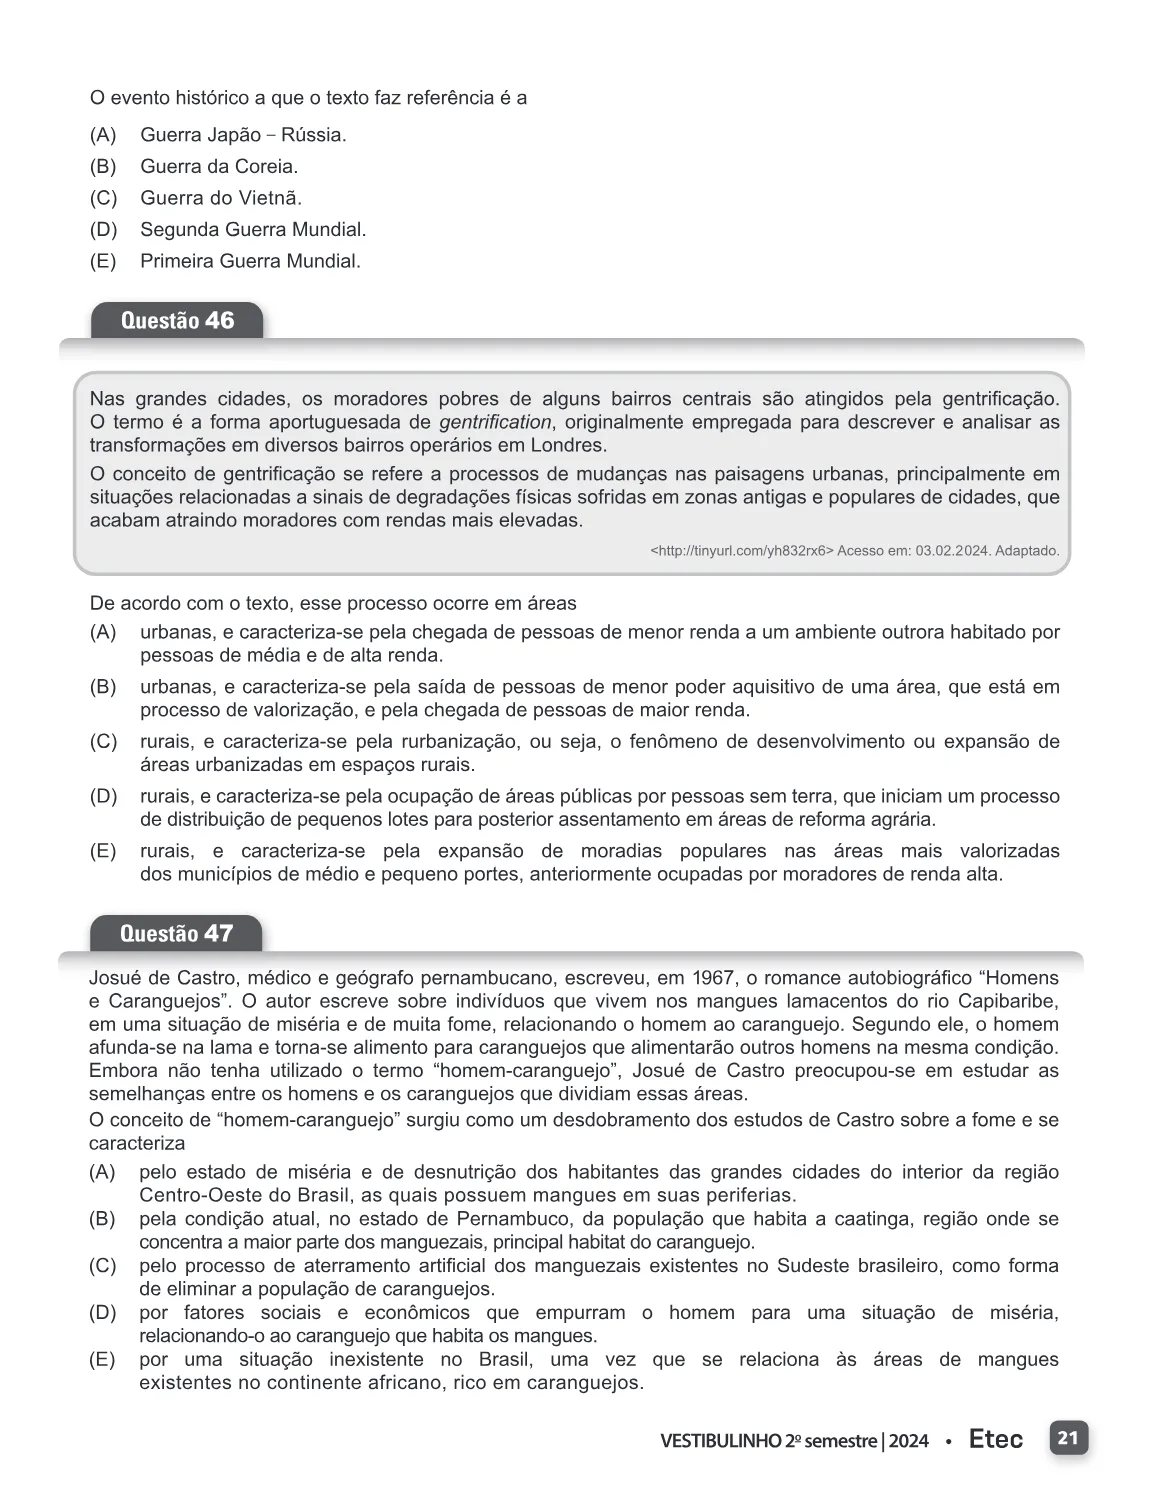 O evento histórico a que o texto faz referência é a
(A) Guerra Japão – Rússia.
(B) Guerra da Coreia.
(C) Guerra do Vietnã.
(D) Segunda Guerra Mundial.
(E) Primeira Guerra Mundial.
Questão 46
Nas grandes cidades, os moradores pobres de alguns bairros centrais são atingidos pela gentrificação.
O termo é a forma aportuguesada de gentrification, originalmente empregada para descrever e analisar as
transformações em diversos bairros operários em Londres.
O conceito de gentrificação se refere a processos de mudanças nas paisagens urbanas, principalmente em
situações relacionadas a sinais de degradações físicas sofridas em zonas antigas e populares de cidades, que
acabam atraindo moradores com rendas mais elevadas.
<http://tinyurl.com/yh832rx6> Acesso em: 03.02.2024. Adaptado.
De acordo com o texto, esse processo ocorre em áreas
(A) urbanas, e caracteriza-se pela chegada de pessoas de menor renda a um ambiente outrora habitado por
pessoas de média e de alta renda.
(B) urbanas, e caracteriza-se pela saída de pessoas de menor poder aquisitivo de uma área, que está em
processo de valorização, e pela chegada de pessoas de maior renda.
(C) rurais, e caracteriza-se pela rurbanização, ou seja, o fenômeno de desenvolvimento ou expansão de
áreas urbanizadas em espaços rurais.
(D) rurais, e caracteriza-se pela ocupação de áreas públicas por pessoas sem terra, que iniciam um processo
de distribuição de pequenos lotes para posterior assentamento em áreas de reforma agrária.
(E) rurais, e caracteriza-se pela expansão de moradias populares nas áreas mais valorizadas
dos municípios de médio e pequeno portes, anteriormente ocupadas por moradores de renda alta.
Questão 47
Josué de Castro, médico e geógrafo pernambucano, escreveu, em 1967, o romance autobiográfico “Homens
e Caranguejos”. O autor escreve sobre indivíduos que vivem nos mangues lamacentos do rio Capibaribe,
em uma situação de miséria e de muita fome, relacionando o homem ao caranguejo. Segundo ele, o homem
afunda-se na lama e torna-se alimento para caranguejos que alimentarão outros homens na mesma condição.
Embora não tenha utilizado o termo “homem-caranguejo”, Josué de Castro preocupou-se em estudar as
semelhanças entre os homens e os caranguejos que dividiam essas áreas.
O conceito de “homem-caranguejo” surgiu como um desdobramento dos estudos de Castro sobre a fome e se
caracteriza
(A) pelo estado de miséria e de desnutrição dos habitantes das grandes cidades do interior da região
Centro-Oeste do Brasil, as quais possuem mangues em suas periferias.
(B) pela condição atual, no estado de Pernambuco, da população que habita a caatinga, região onde se
concentra a maior parte dos manguezais, principal habitat do caranguejo.
(C) pelo processo de aterramento artificial dos manguezais existentes no Sudeste brasileiro, como forma
de eliminar a população de caranguejos.
(D) por fatores sociais e econômicos que empurram o homem para uma situação de miséria,
relacionando-o ao caranguejo que habita os mangues.
(E) por uma situação inexistente no Brasil, uma vez que se relaciona às áreas de mangues
existentes no continente africano, rico em caranguejos.
VESTIBULINHO 2º semestre | 2024 • Etec 21